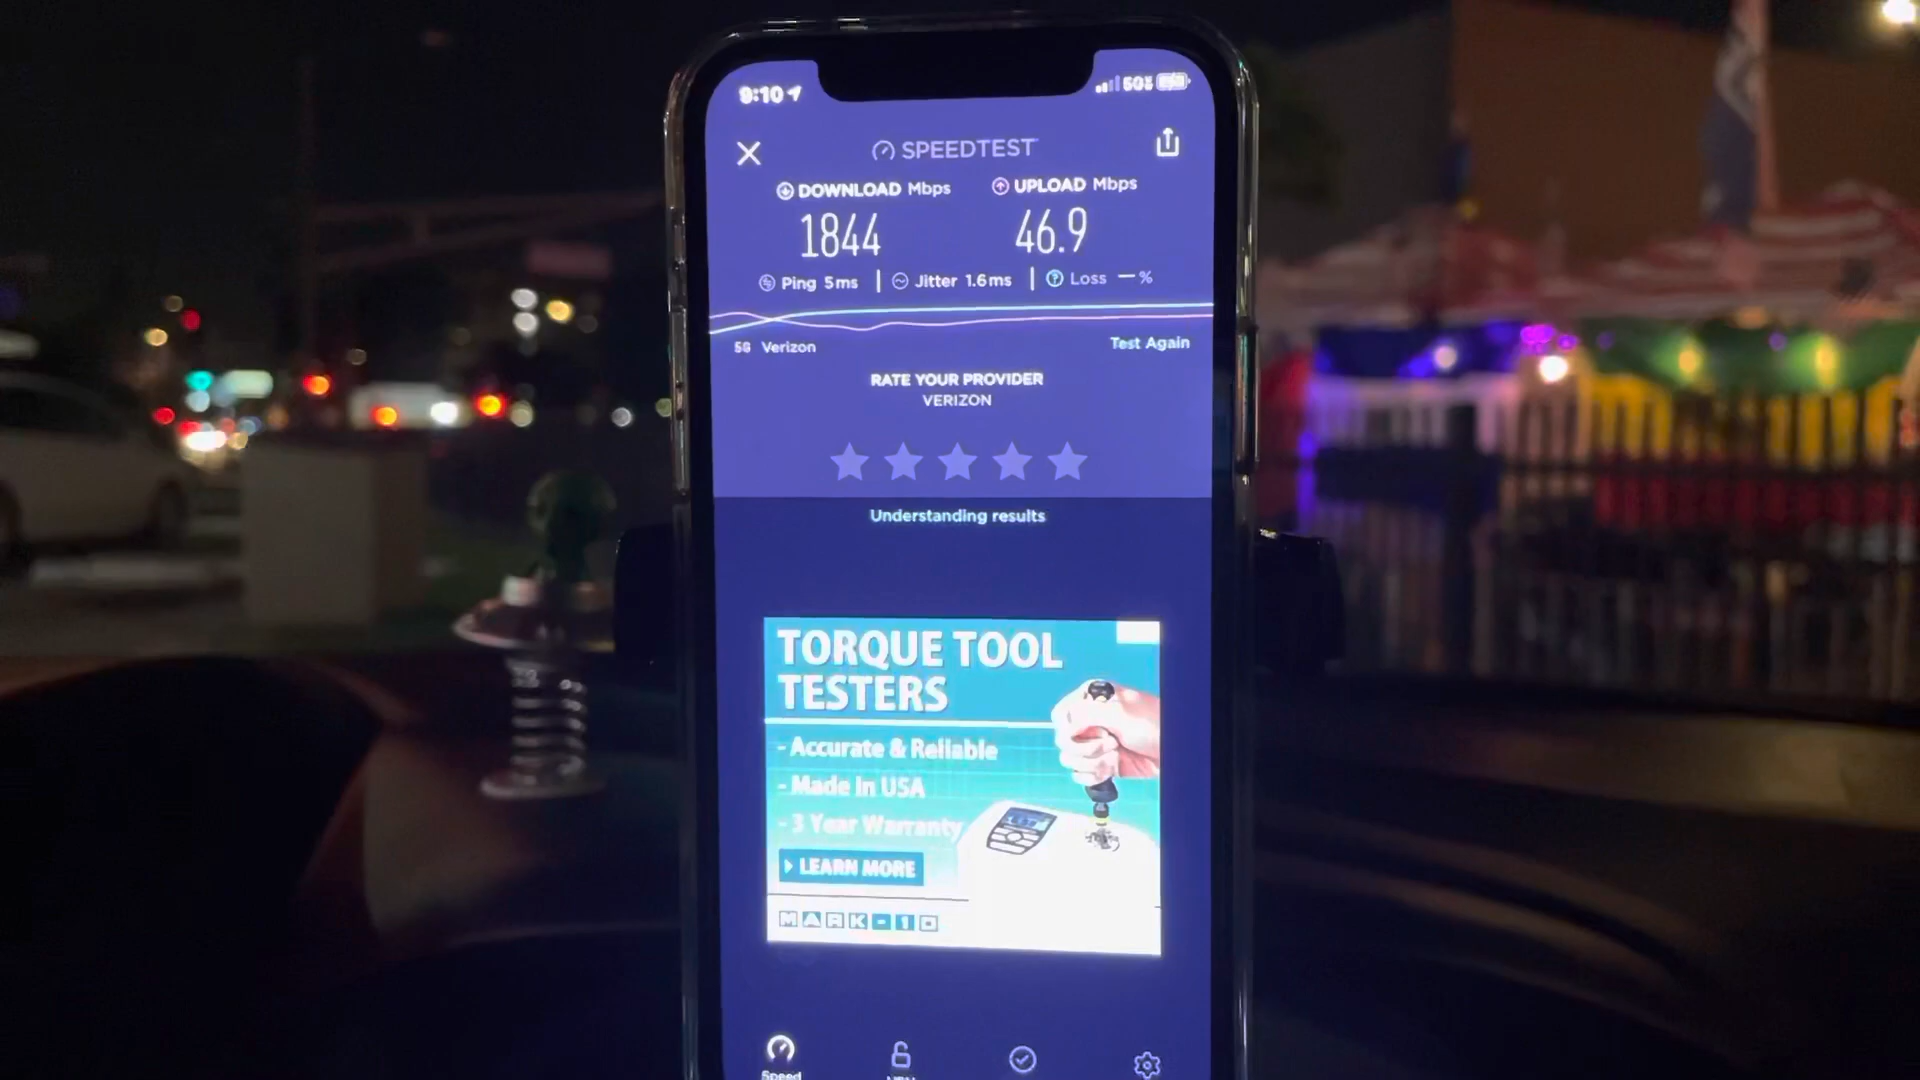 9:10
SPEEDTEST
DOWNLOAD Mbps
UPLOAD Mbps
1844
46.9
Ping 5ms
Jitter 1.6ms
Loss —%
5G Verizon
Test Again
RATE YOUR PROVIDER
VERIZON
Understanding results
TORQUE TOOL
TESTERS
- Accurate & Reliable
- Made in USA
- 3 Year Warranty
LEARN MORE
MARK-10
Speed